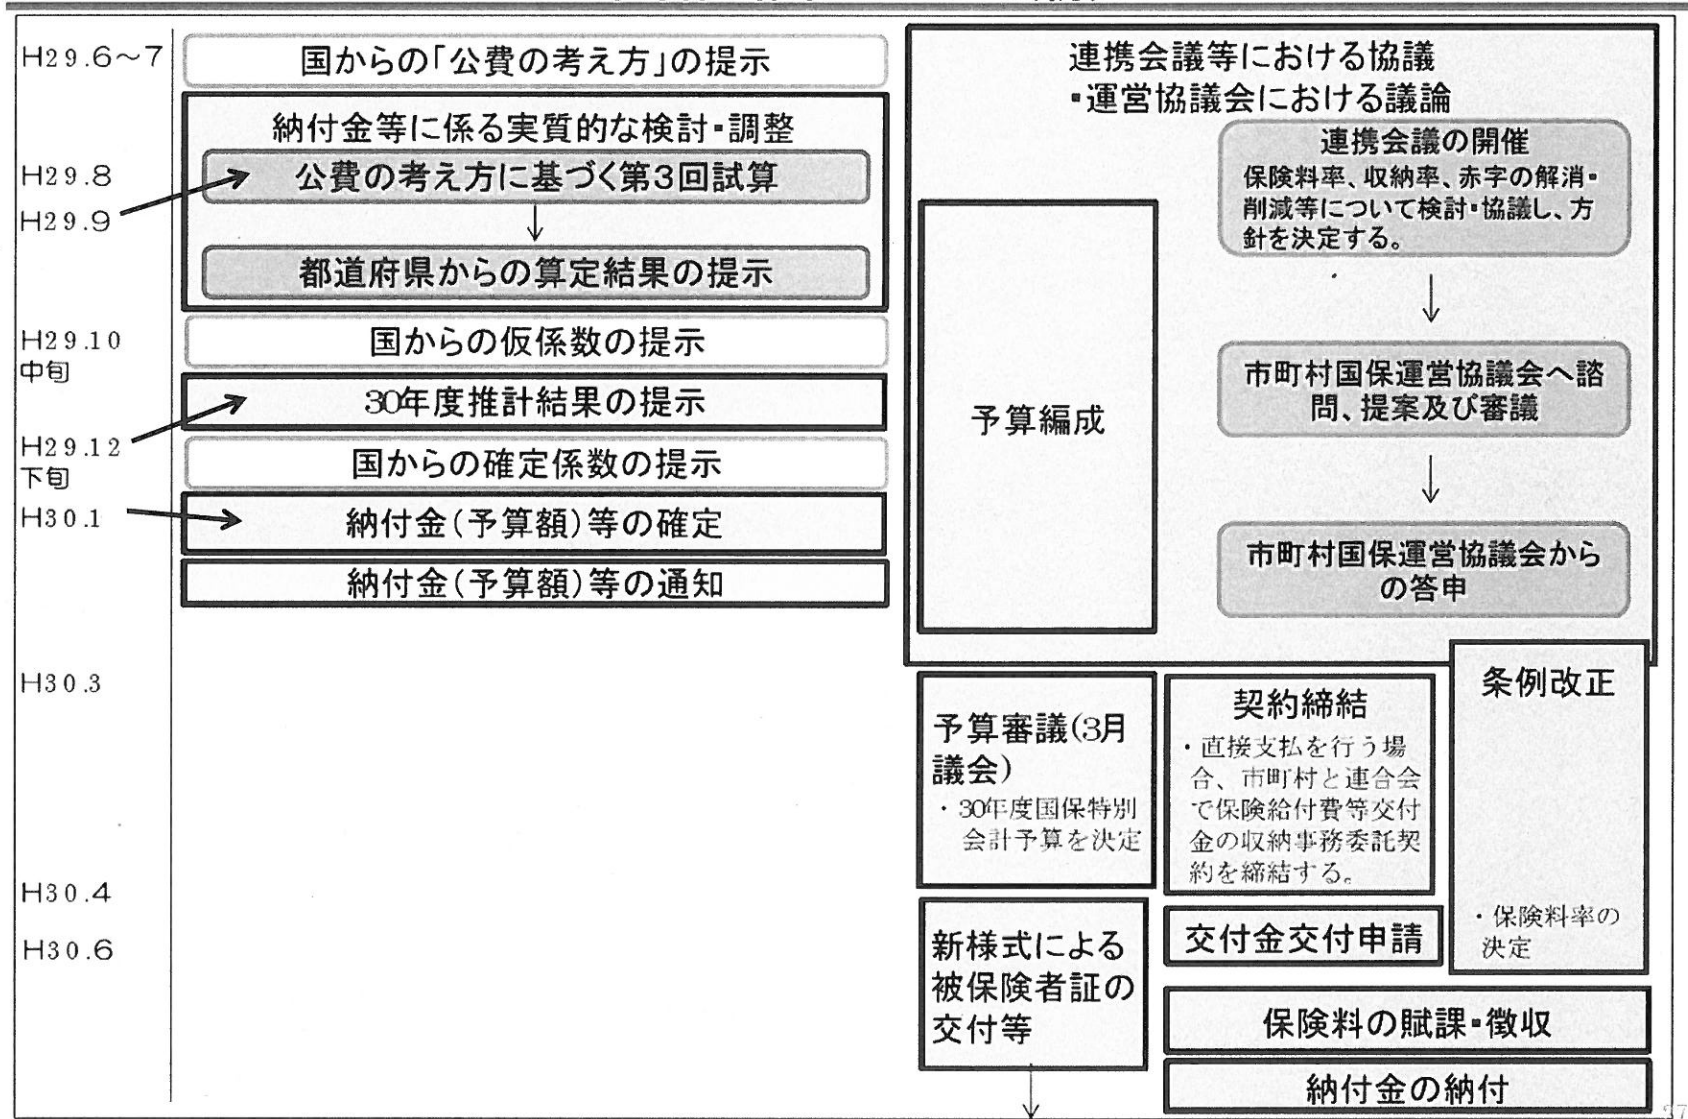 H29.6～7
国からの「公費の考え方」の提示
納付金等に係る実質的な検討・調整
H29.8
公費の考え方に基づく第3回試算
H29.9
都道府県からの算定結果の提示
H29.10
中旬
国からの仮係数の提示
30年度推計結果の提示
H29.12
下旬
国からの確定係数の提示
H30.1
納付金(予算額)等の確定
納付金(予算額)等の通知
連携会議等における協議
・運営協議会における議論
連携会議の開催
保険料率、収納率、赤字の解消・
削減等について検討・協議し、方
針を決定する。
予算編成
市町村国保運営協議会へ諮
問、提案及び審議
市町村国保運営協議会から
の答申
H30.3
予算審議(3月
議会)
・30年度国保特別
会計予算を決定
契約締結
・直接支払を行う場
合、市町村と連合会
で保険給付費等交付
金の収納事務委託契
約を締結する。
条例改正
・保険料率の
決定
H30.4
H30.6
新様式による
被保険者証の
交付等
交付金交付申請
保険料の賦課・徴収
納付金の納付
37